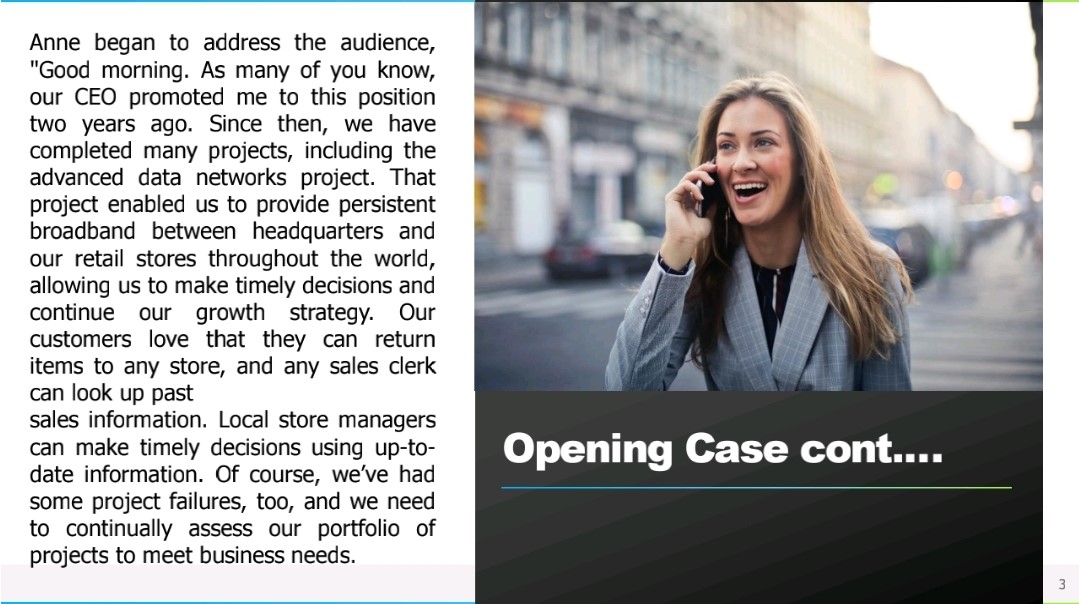 Anne began to address the audience,
"Good morning. As many of you know,
our CEO promoted me to this position
two years ago. Since then, we have
completed many projects, including the
advanced data networks project. That
project enabled us to provide persistent
broadband between headquarters and
our retail stores throughout the world,
allowing us to make timely decisions and
continue our growth strategy. Our
customers love that they can return
items to any store, and any sales clerk
can look up past
sales information. Local store managers
can make timely decisions using up-to-
date information. Of course, we’ve had
some project failures, too, and we need
to continually assess our portfolio of
projects to meet business needs.
Opening Case cont....
3